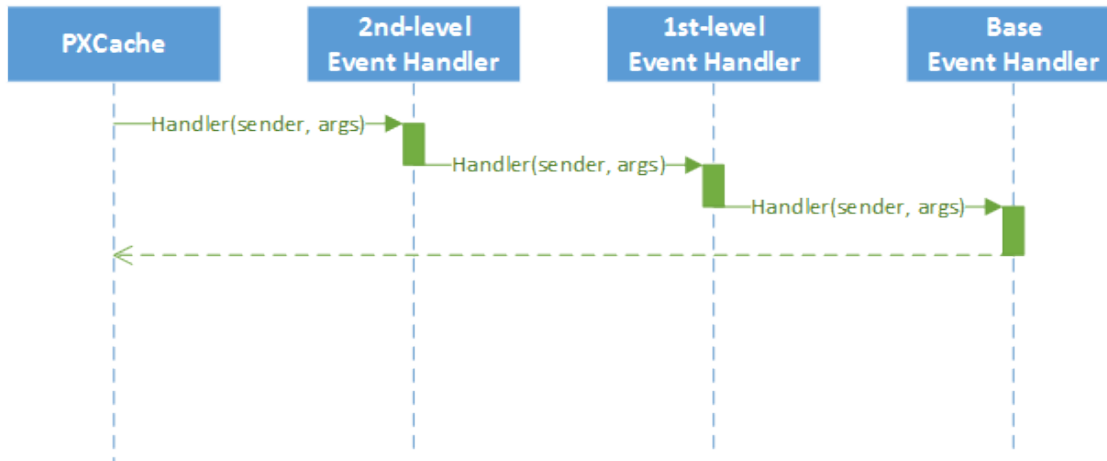 PXCache
2nd-level
Event Handler
1st-level
Event Handler
Base
Event Handler
Handler(sender, args)
Handler(sender, args)
Handler(sender, args)